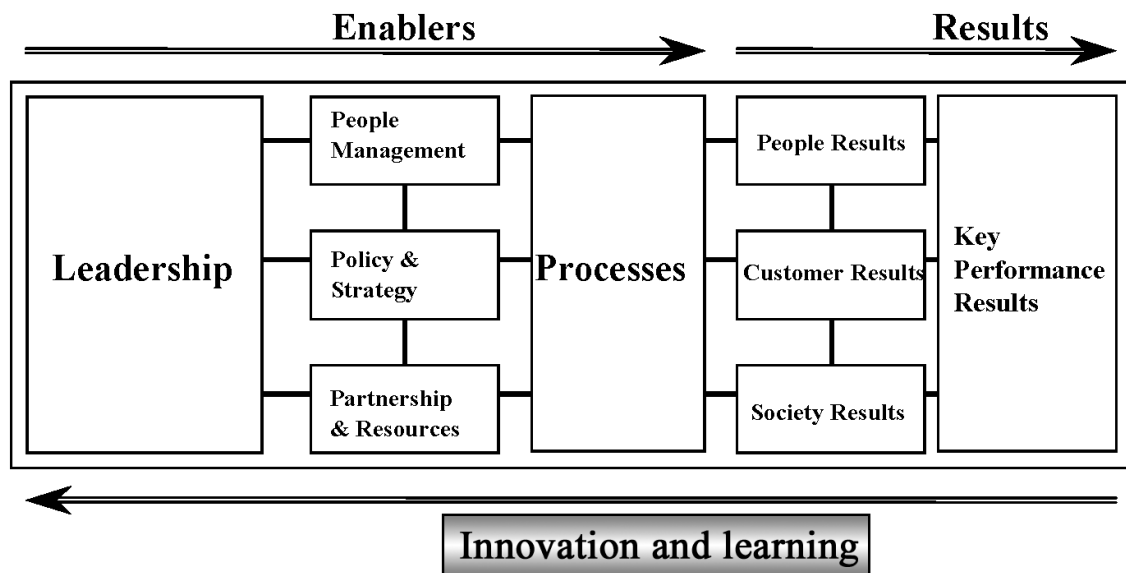 Enablers
Results
Leadership
People
Management
Policy &
Strategy
Partnership
& Resources
Processes
People Results
Customer Results
Society Results
Key
Performance
Results
Innovation and learning